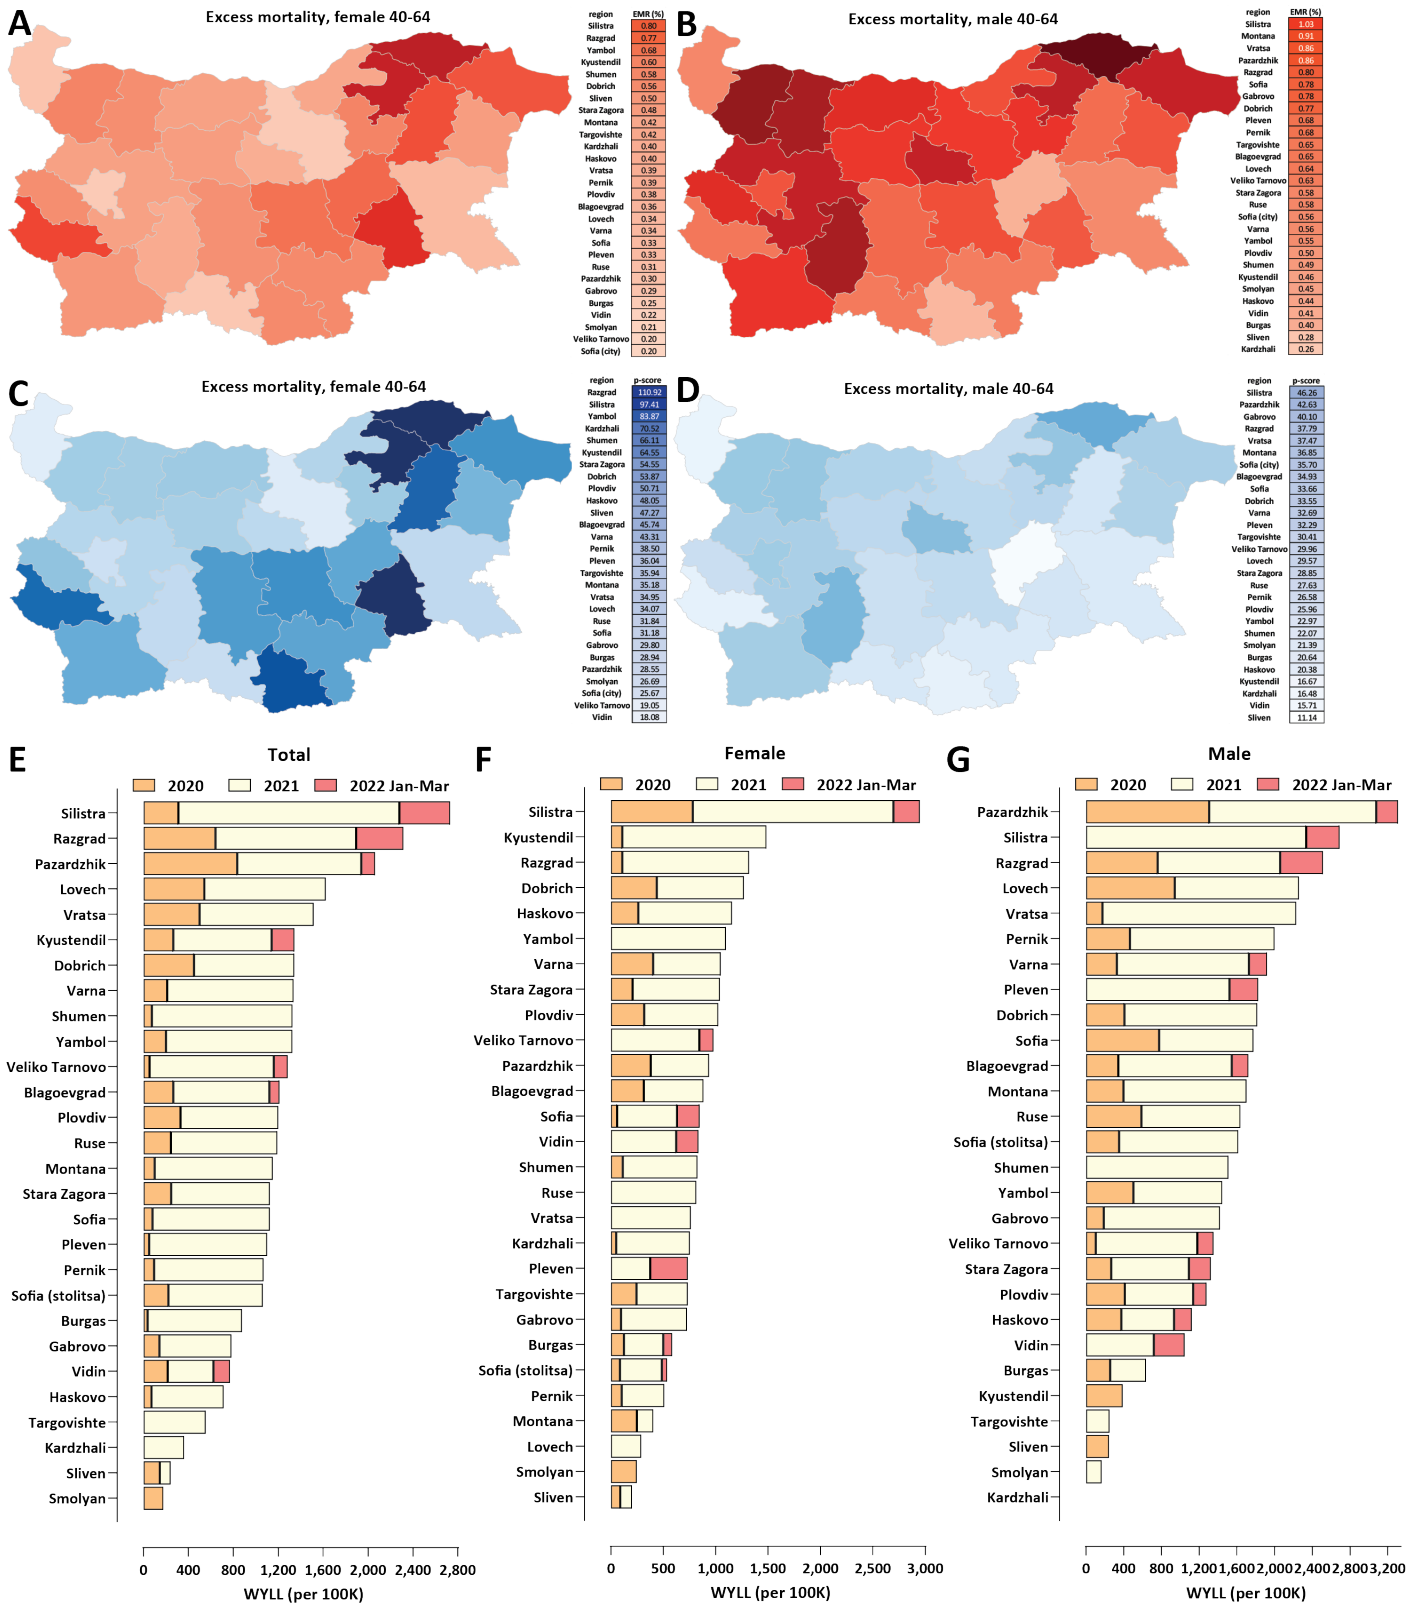 A
Excess mortality, female 40-64
region EMR (%)
Silistra 0.80
Razgrad 0.77
Yambol 0.68
Kyustendil 0.60
Shumen 0.58
Dobrich 0.56
Sliven 0.50
Stara Zagora 0.48
Montana 0.42
Targovishte 0.42
Kardzhali 0.40
Haskovo 0.40
Vratsa 0.39
Pernik 0.39
Plovdiv 0.38
Blagoevgrad 0.36
Lovech 0.34
Varna 0.34
Sofia 0.33
Pleven 0.33
Ruse 0.31
Pazardzhik 0.30
Gabrovo 0.29
Burgas 0.25
Vidin 0.22
Smolyan 0.21
Veliko Tarnovo 0.20
Sofia (city) 0.20
B
Excess mortality, male 40-64
region EMR (%)
Silistra 1.03
Montana 0.91
Vratsa 0.86
Pazardzhik 0.86
Razgrad 0.80
Sofia 0.78
Gabrovo 0.78
Dobrich 0.77
Pleven 0.68
Pernik 0.68
Targovishte 0.65
Blagoevgrad 0.65
Lovech 0.64
Veliko Tarnovo 0.63
Stara Zagora 0.58
Ruse 0.58
Sofia (city) 0.56
Varna 0.56
Yambol 0.55
Plovdiv 0.50
Shumen 0.49
Kyustendil 0.46
Smolyan 0.45
Haskovo 0.44
Vidin 0.41
Burgas 0.40
Sliven 0.28
Kardzhali 0.26
C
Excess mortality, female 40-64
region p-score
Razgrad 110.92
Silistra 97.41
Yambol 83.87
Kardzhali 70.52
Shumen 66.11
Kyustendil 64.55
Stara Zagora 54.55
Dobrich 53.87
Plovdiv 50.71
Haskovo 48.05
Sliven 47.27
Blagoevgrad 45.74
Varna 43.31
Pernik 38.50
Pleven 36.04
Targovishte 35.94
Montana 35.18
Vratsa 34.95
Lovech 34.07
Ruse 31.84
Sofia 31.18
Gabrovo 29.80
Burgas 28.94
Pazardzhik 28.55
Smolyan 26.69
Sofia (city) 25.67
Veliko Tarnovo 19.05
Vidin 18.08
D
Excess mortality, male 40-64
region p-score
Silistra 46.26
Pazardzhik 42.63
Gabrovo 40.10
Razgrad 37.79
Vratsa 37.47
Montana 36.85
Sofia (city) 35.70
Blagoevgrad 34.93
Sofia 33.66
Dobrich 33.55
Varna 32.69
Pleven 32.29
Targovishte 30.41
Veliko Tarnovo 29.96
Lovech 29.57
Stara Zagora 28.85
Ruse 27.63
Pernik 26.58
Plovdiv 25.96
Yambol 22.97
Shumen 22.07
Smolyan 21.39
Burgas 20.64
Haskovo 20.38
Kyustendil 16.67
Kardzhali 16.48
Vidin 15.71
Sliven 11.14
E
Total
2020 2021 2022 Jan-Mar
Silistra
Razgrad
Pazardzhik
Lovech
Vratsa
Kyustendil
Dobrich
Varna
Shumen
Yambol
Veliko Tarnovo
Blagoevgrad
Plovdiv
Ruse
Montana
Stara Zagora
Sofia
Pleven
Pernik
Sofia (stolitsa)
Burgas
Gabrovo
Vidin
Haskovo
Targovishte
Kardzhali
Sliven
Smolyan
0 400 800 1,200 1,600 2,000 2,400 2,800
WYLL (per 100K)
F
Female
2020 2021 2022 Jan-Mar
Silistra
Kyustendil
Razgrad
Dobrich
Haskovo
Yambol
Varna
Stara Zagora
Plovdiv
Veliko Tarnovo
Pazardzhik
Blagoevgrad
Sofia
Vidin
Shumen
Ruse
Vratsa
Kardzhali
Pleven
Targovishte
Gabrovo
Burgas
Sofia (stolitsa)
Pernik
Montana
Lovech
Smolyan
Sliven
0 500 1,000 1,500 2,000 2,500 3,000
WYLL (per 100K)
G
Male
2020 2021 2022 Jan-Mar
Pazardzhik
Silistra
Razgrad
Lovech
Vratsa
Pernik
Varna
Pleven
Dobrich
Sofia
Blagoevgrad
Montana
Ruse
Sofia (stolitsa)
Shumen
Yambol
Gabrovo
Veliko Tarnovo
Stara Zagora
Plovdiv
Haskovo
Vidin
Burgas
Kyustendil
Targovishte
Sliven
Smolyan
Kardzhali
0 400 800 1,200 1,600 2,000 2,400 2,800 3,200
WYLL (per 100K)